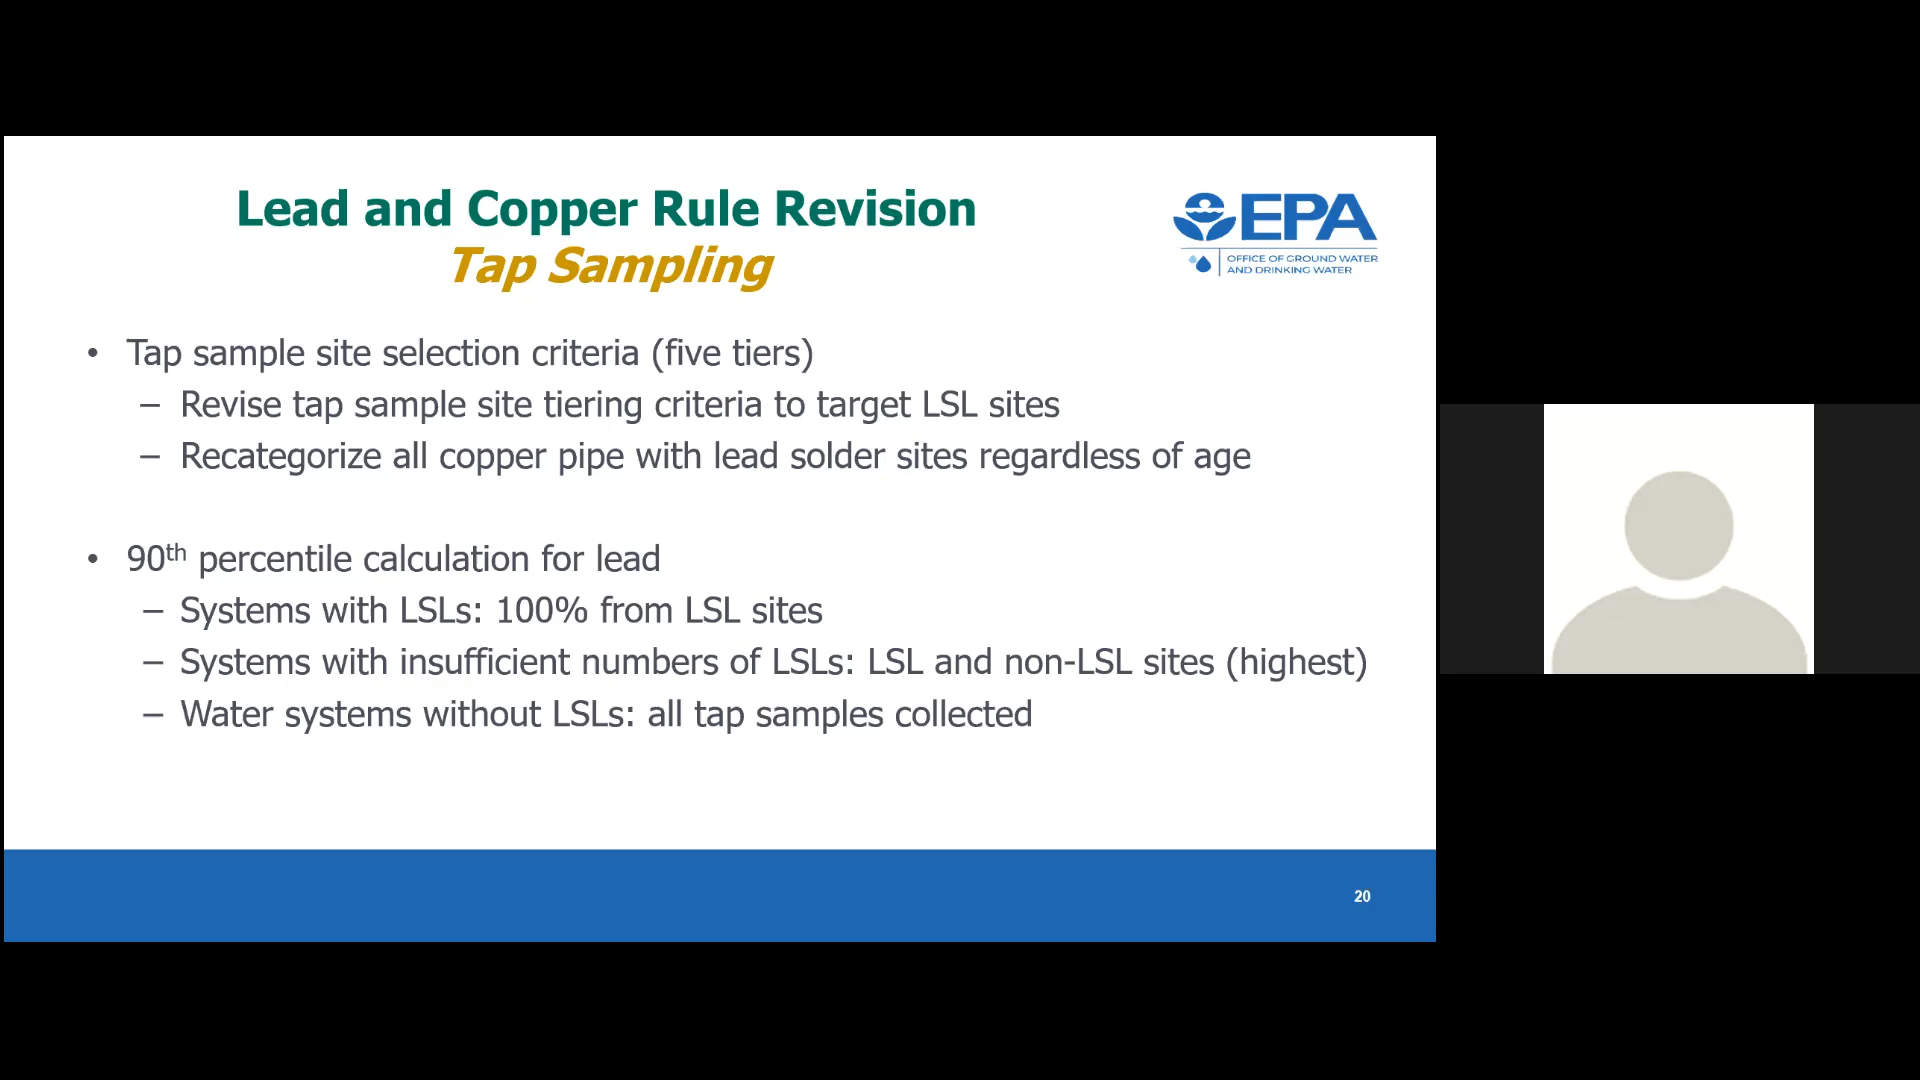 Lead and Copper Rule Revision
Tap Sampling
EPA
OFFICE OF GROUND WATER
AND DRINKING WATER
• Tap sample site selection criteria (five tiers)
– Revise tap sample site tiering criteria to target LSL sites
– Recategorize all copper pipe with lead solder sites regardless of age
• 90th percentile calculation for lead
– Systems with LSLs: 100% from LSL sites
– Systems with insufficient numbers of LSLs: LSL and non-LSL sites (highest)
– Water systems without LSLs: all tap samples collected
20